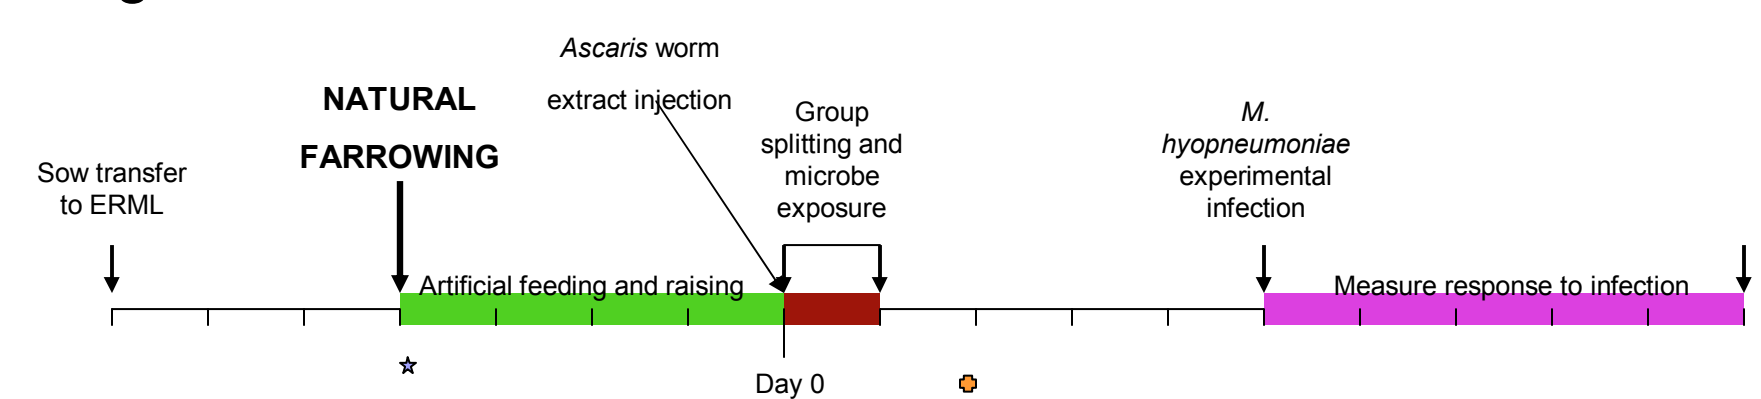 Ascaris worm
extract injection
NATURAL
FARROWING
Group
splitting and
microbe
exposure
M.
hyopneumoniae
experimental
infection
Sow transfer
to ERML
Artificial feeding and raising
Measure response to infection
Day 0